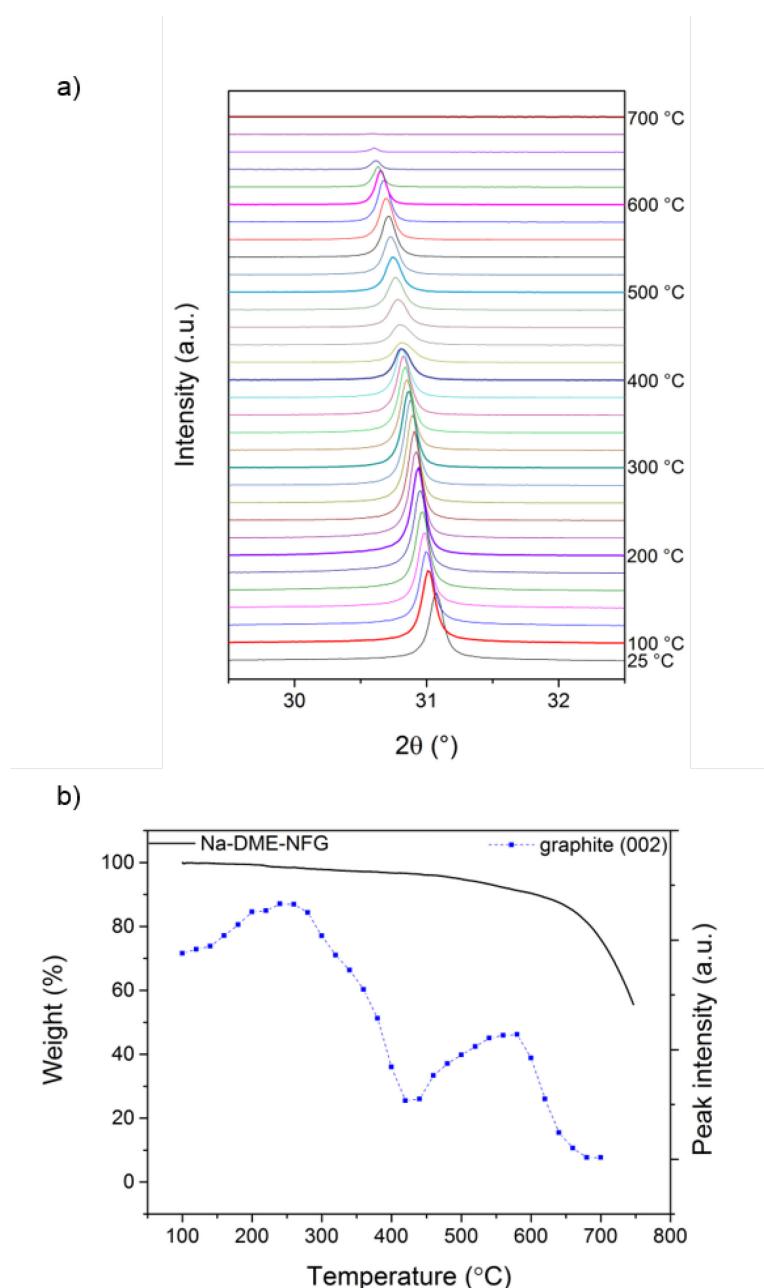 a)
Intensity (a.u.)
700 °C
600 °C
500 °C
400 °C
300 °C
200 °C
100 °C
25 °C
30 31 32
2θ (°)
b)
Na-DME-NFG
graphite (002)
Weight (%)
100
80
60
40
20
0
Peak intensity (a.u.)
100 200 300 400 500 600 700 800
Temperature (°C)